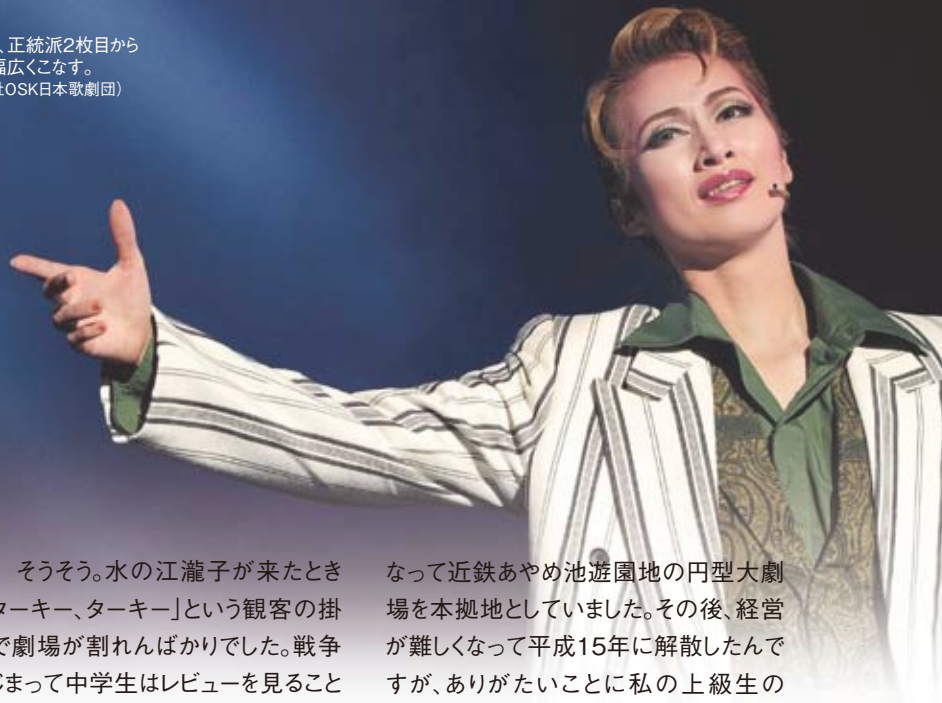 、正統派2枚目から
幅広くこなす。
社OSK日本歌劇団）
そうそう。水の江瀧子が来たとき
ターキー、ターキー」という観客の掛
で劇場が割れんばかりでした。戦争
じまって中学生はレビューを見ること
なって近鉄あやめ池遊園地の円型大劇
場を本拠地としていました。その後、経営
が難しくなって平成15年に解散したんで
すが、ありがたいことに私の上級生の